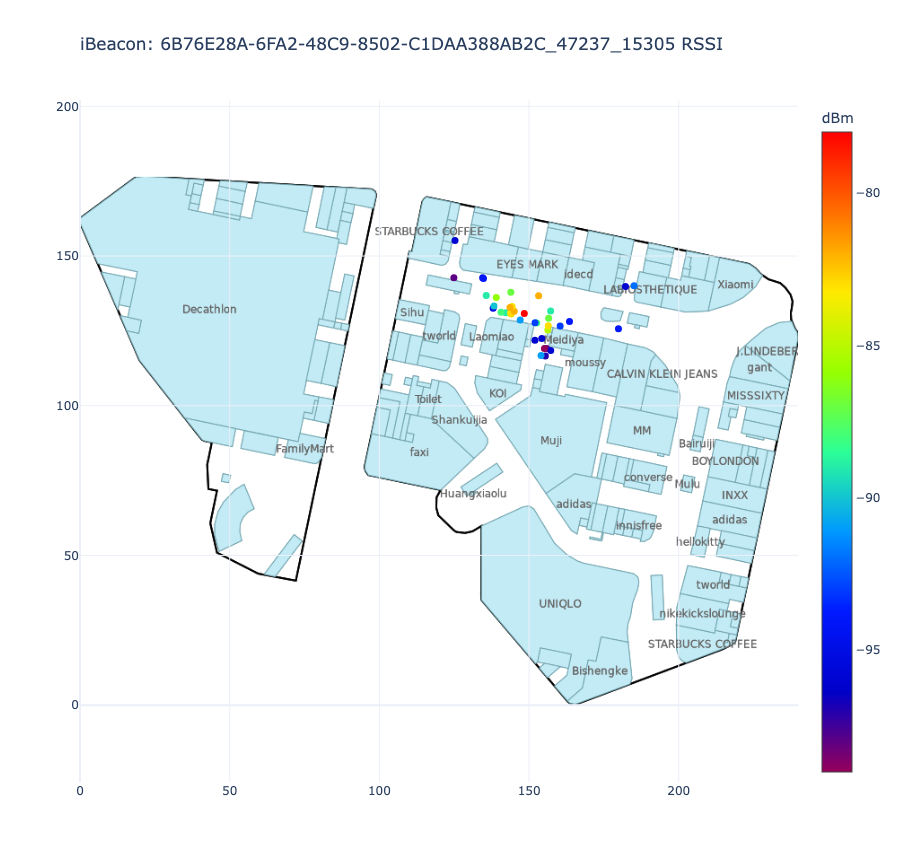 iBeacon: 6B76E28A-6FA2-48C9-8502-C1DAA388AB2C_47237_15305 RSSI
dBm
200
−80
STARBUCKS COFFEE
150
EYES MARK
idecd
LABIOSTHETIQUE
Xiaomi
Decathlon
Sihu
−85
tworld
Laomiao
Meidiya
J.LINDEBER
moussy
gant
CALVIN KLEIN JEANS
KOI
MISSSIXTY
Toilet
100
Shankuijia
MM
Muji
Bairuiji
FamilyMart
faxi
BOYLONDON
converse
Mulu
−90
Huangxiaolu
INXX
adidas
adidas
innisfree
hellokitty
50
tworld
UNIQLO
nikekickslounge
STARBUCKS COFFEE
−95
Bishengke
0
0
50
100
150
200